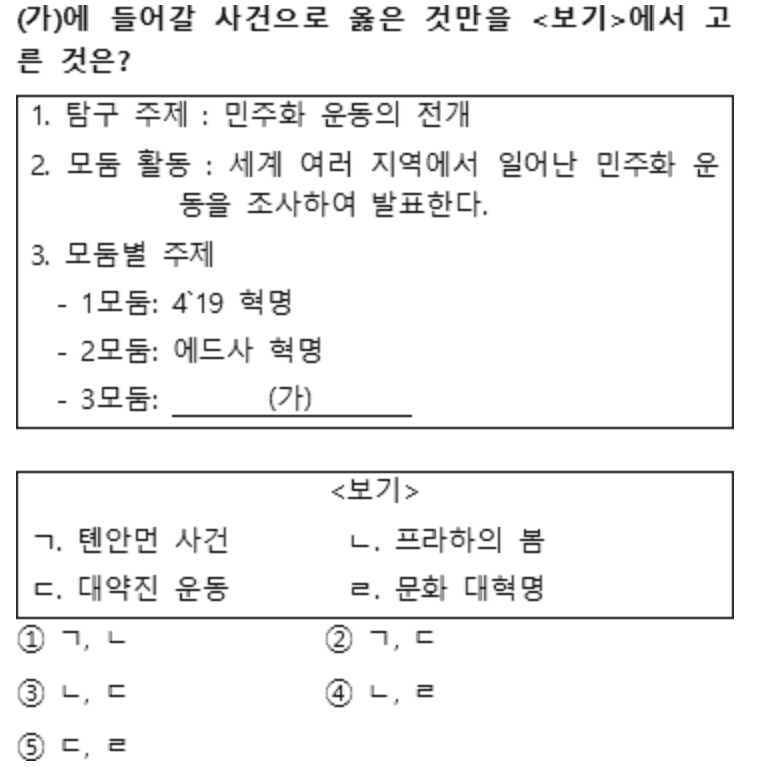 (가)에 들어갈 사건으로 옳은 것만을 <보기>에서 고
른 것은?
1. 탐구 주제 : 민주화 운동의 전개
2. 모둠 활동 : 세계 여러 지역에서 일어난 민주화 운
동을 조사하여 발표한다.
3. 모둠별 주제
- 1모둠: 4`19 혁명
- 2모둠: 에드사 혁명
- 3모둠: (가)
<보기>
ㄱ. 톈안먼 사건 ㄴ. 프라하의 봄
ㄷ. 대약진 운동 ㄹ. 문화 대혁명
① ㄱ, ㄴ ② ㄱ, ㄷ
③ ㄴ, ㄷ ④ ㄴ, ㄹ
⑤ ㄷ, ㄹ